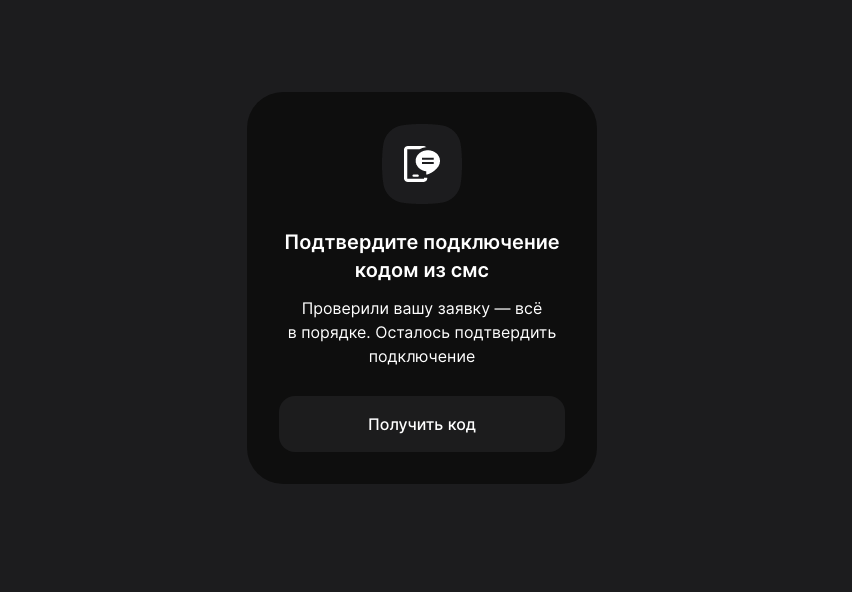 Подтвердите подключение
кодом из смс
Проверили вашу заявку — всё
в порядке. Осталось подтвердить
подключение
Получить код